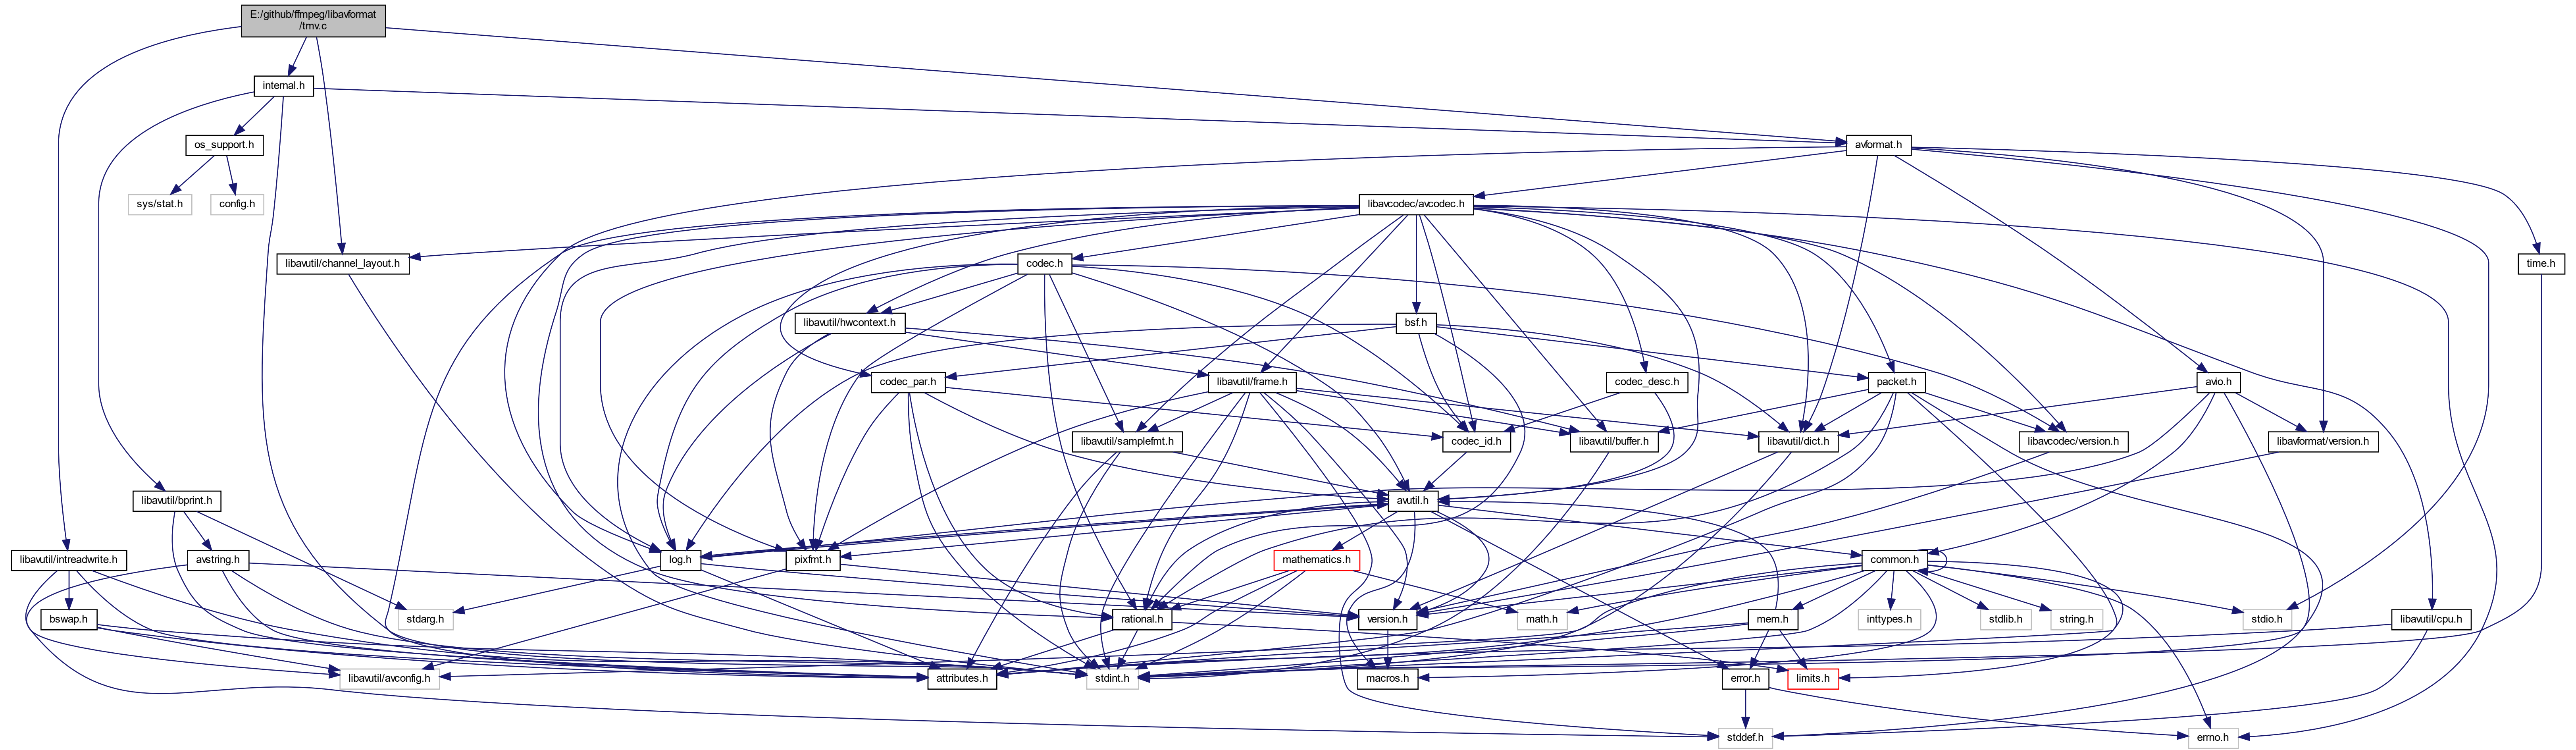 E:/github/ffmpeg/libavformat
/tmv.c
internal.h
os_support.h
avformat.h
sys/stat.h
config.h
libavcodec/avcodec.h
libavutil/channel_layout.h
codec.h
time.h
libavutil/hwcontext.h
bsf.h
codec_par.h
libavutil/frame.h
codec_desc.h
packet.h
avio.h
libavutil/samplefmt.h
codec_id.h
libavutil/buffer.h
libavutil/dict.h
libavcodec/version.h
libavformat/version.h
libavutil/bprint.h
avutil.h
libavutil/intreadwrite.h
avstring.h
log.h
pixfmt.h
mathematics.h
common.h
bswap.h
stdarg.h
rational.h
version.h
math.h
mem.h
inttypes.h
stdlib.h
string.h
stdio.h
libavutil/cpu.h
libavutil/avconfig.h
attributes.h
stdint.h
macros.h
error.h
limits.h
stddef.h
errno.h